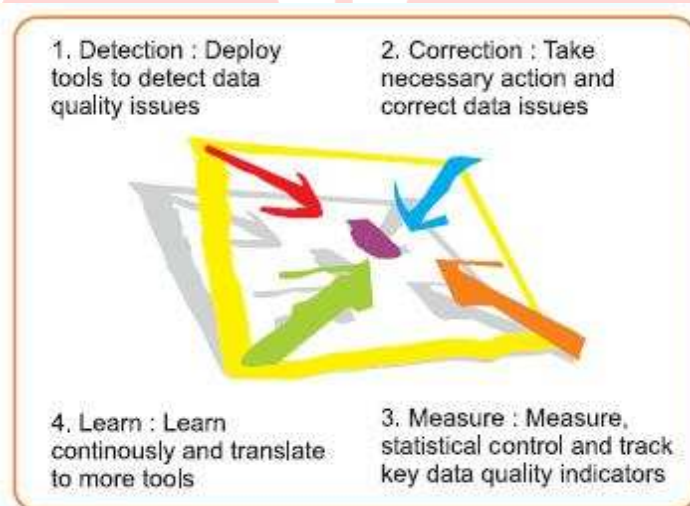 1. Detection : Deploy
tools to detect data
quality issues
2. Correction : Take
necessary action and
correct data issues
4. Learn : Learn
continously and translate
to more tools
3. Measure : Measure,
statistical control and track
key data quality indicators